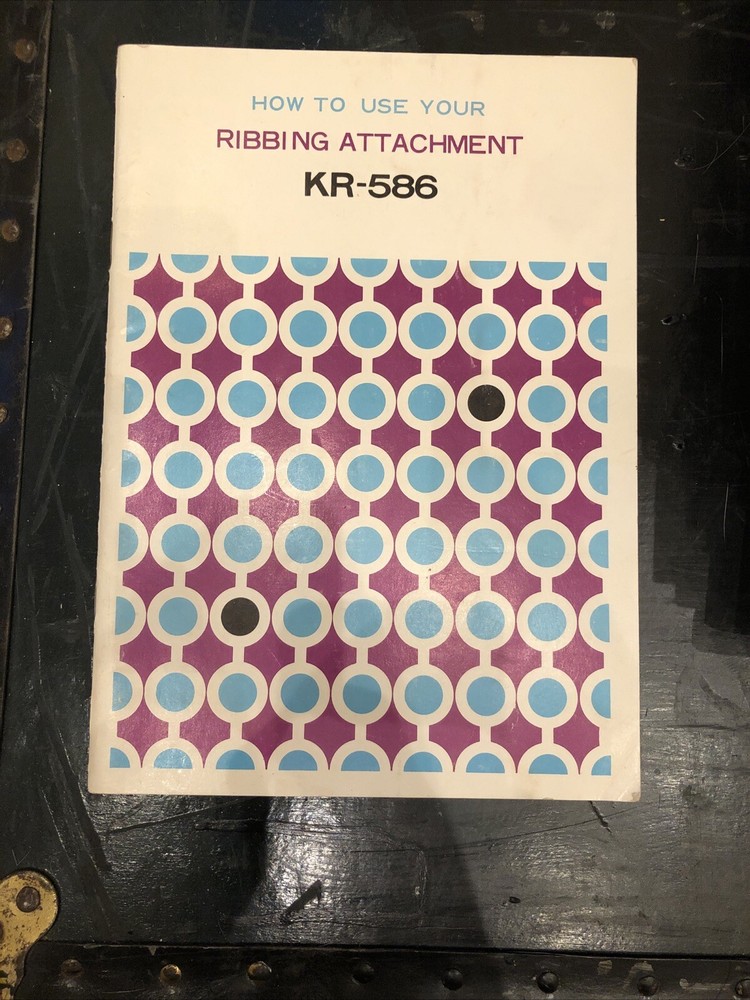 HOW TO USE YOUR
RIBBING ATTACHMENT
KR-586